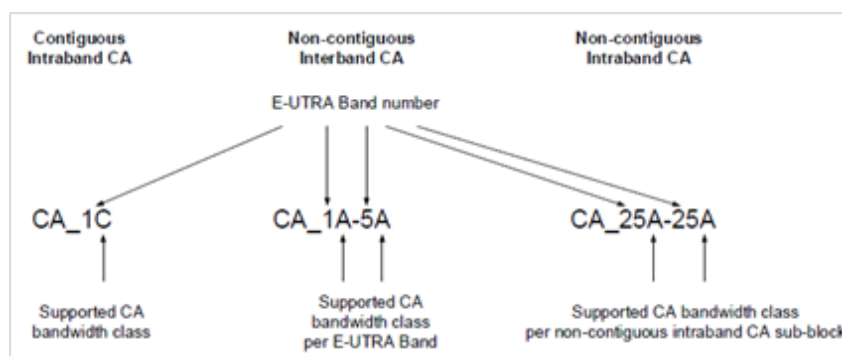 Contiguous
Intraband CA
Non-contiguous
Interband CA
Non-contiguous
Intraband CA
E-UTRA Band number
CA_1C
CA_1A-5A
CA_25A-25A
Supported CA
bandwidth class
Supported CA
bandwidth class
per E-UTRA Band
Supported CA bandwidth class
per non-contiguous intraband CA sub-block